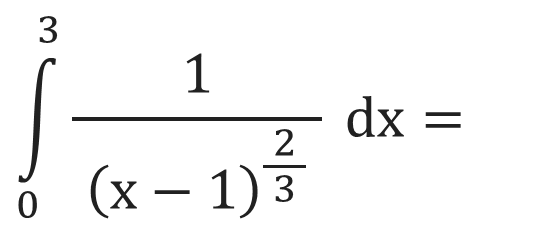 ∫₀³ 1/(x − 1)^(2/3) dx =